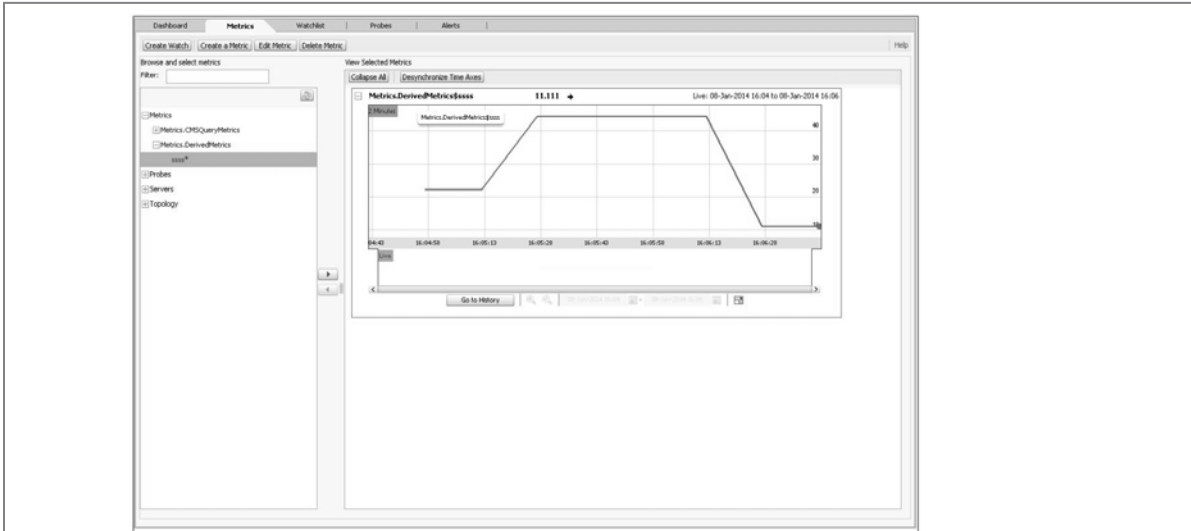 Dashboard Metrics Watchlist Probes Alerts
Create Watch Create a Metric Edit Metric Delete Metric Help
Browse and select metrics
Filter:
Metrics
Metrics.CMSQueryMetrics
Metrics.DerivedMetrics
ssss*
Probes
Servers
Topology
View Selected Metrics
Collapse All Desynchronize Time Axes
Metrics.DerivedMetrics$ssss 11.111 Live: 08-Jan-2014 16:04 to 08-Jan-2014 16:06
2 Minutes
Metrics.DerivedMetrics$ssss
40
30
20
10
04:43 16:04:58 16:05:13 16:05:28 16:05:43 16:05:58 16:06:13 16:06:28
Live
Go to History